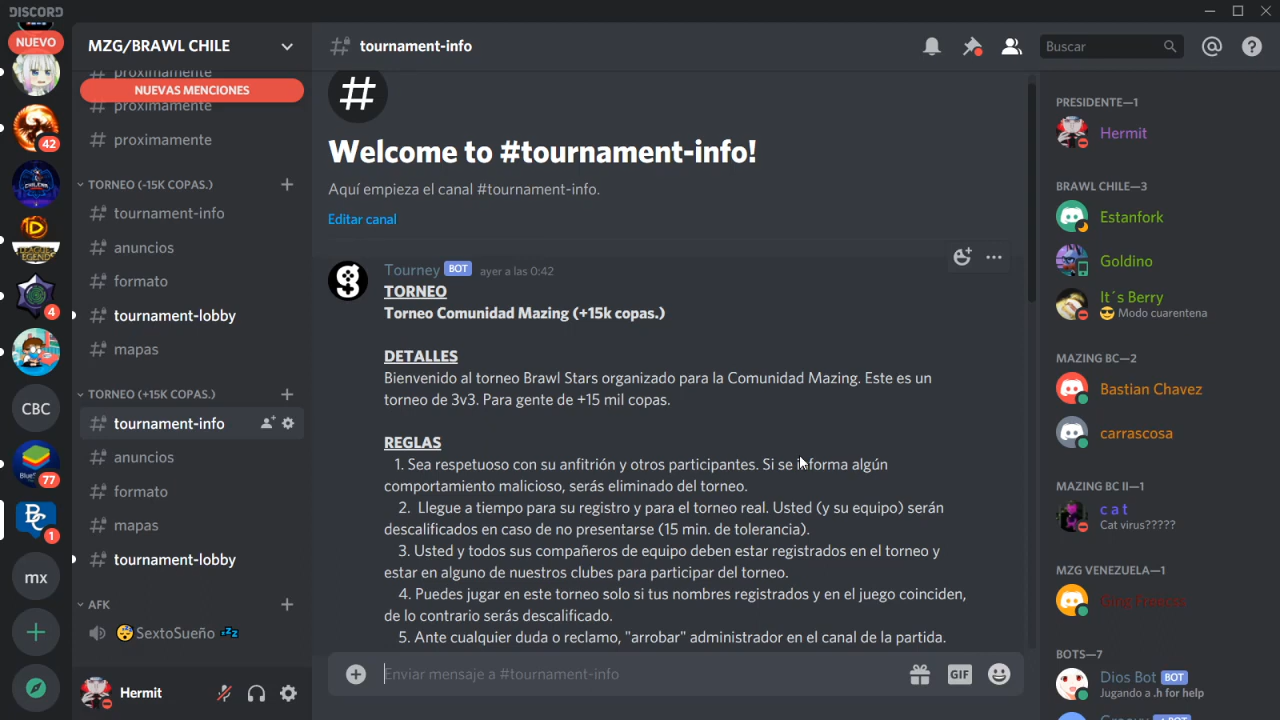 DISCORD
NUEVO
42
4
CBC
77
1
mx
MZG/BRAWL CHILE
proximamente
NUEVAS MENCIONES
proximamente
proximamente
TORNEO (-15K COPAS.)
tournament-info
anuncios
formato
tournament-lobby
mapas
TORNEO (+15K COPAS.)
tournament-info
anuncios
formato
mapas
tournament-lobby
AFK
😴SextoSueño 💤
Hermit
tournament-info
Buscar
Welcome to #tournament-info!
Aquí empieza el canal #tournament-info.
Editar canal
Tourney BOT ayer a las 0:42
TORNEO
Torneo Comunidad Mazing (+15k copas.)
DETALLES
Bienvenido al torneo Brawl Stars organizado para la Comunidad Mazing. Este es un
torneo de 3v3. Para gente de +15 mil copas.
REGLAS
1. Sea respetuoso con su anfitrión y otros participantes. Si se informa algún
comportamiento malicioso, serás eliminado del torneo.
2. Llegue a tiempo para su registro y para el torneo real. Usted (y su equipo) serán
descalificados en caso de no presentarse (15 min. de tolerancia).
3. Usted y todos sus compañeros de equipo deben estar registrados en el torneo y
estar en alguno de nuestros clubes para participar del torneo.
4. Puedes jugar en este torneo solo si tus nombres registrados y en el juego coinciden,
de lo contrario serás descalificado.
5. Ante cualquier duda o reclamo, "arrobar" administrador en el canal de la partida.
Enviar mensaje a #tournament-info
GIF
PRESIDENTE—1
Hermit
BRAWL CHILE—3
Estanfork
Goldino
It´s Berry
😎 Modo cuarentena
MAZING BC—2
Bastian Chavez
carrascosa
MAZING BC II—1
c a t
Cat virus?????
MZG VENEZUELA—1
BOTS—7
Dios Bot BOT
Jugando a .h for help